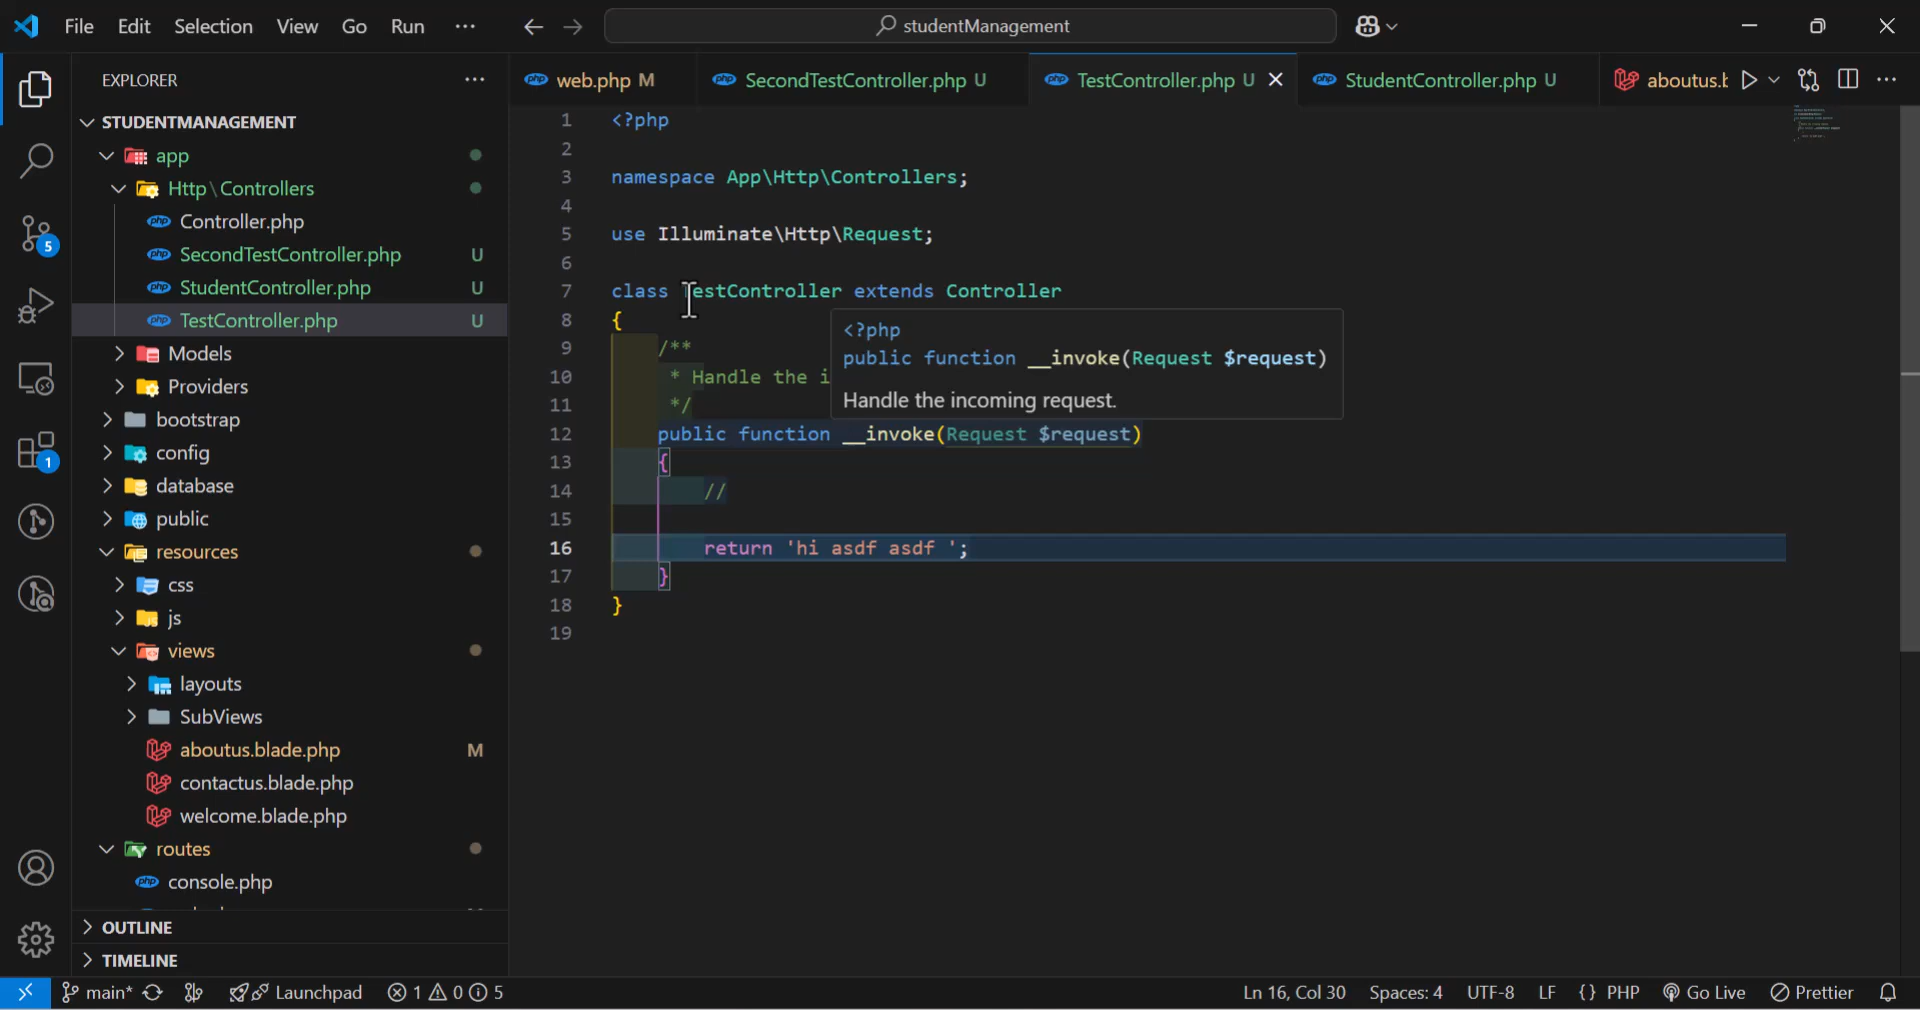 File Edit Selection View Go Run ...
studentManagement
EXPLORER ...
STUDENTMANAGEMENT
app
Http\Controllers
Controller.php
SecondTestController.php U
StudentController.php U
TestController.php U
Models
Providers
bootstrap
config
database
public
resources
css
js
views
layouts
SubViews
aboutus.blade.php M
contactus.blade.php
welcome.blade.php
routes
console.php
OUTLINE
TIMELINE
5
1
web.php M SecondTestController.php U TestController.php U StudentController.php U aboutus.b
1 <?php
2
3 namespace App\Http\Controllers;
4
5 use Illuminate\Http\Request;
6
7 class TestController extends Controller
8 {
9 /**
10 * Handle the i
11 */
12 public function __invoke(Request $request)
13 {
14 //
15
16 return 'hi asdf asdf ';
17 }
18 }
19
<?php
public function __invoke(Request $request)
Handle the incoming request.
main* Launchpad 1 0 5 Ln 16, Col 30 Spaces: 4 UTF-8 LF {} PHP Go Live Prettier